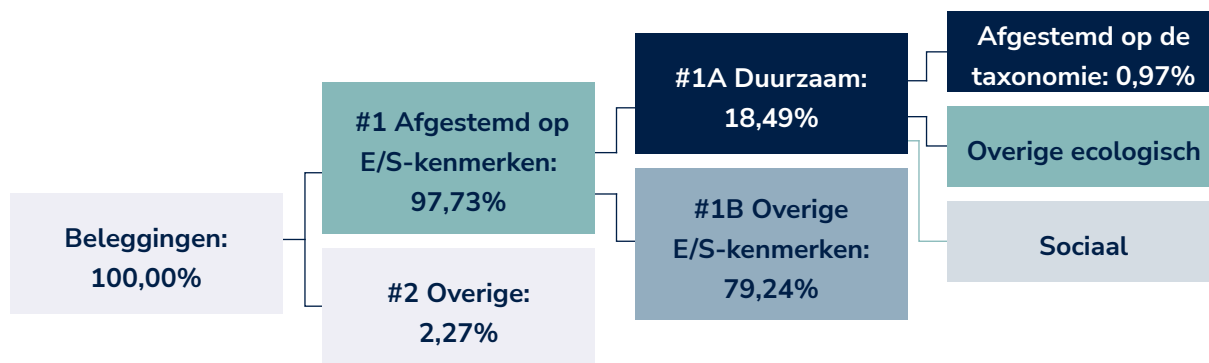 Beleggingen:
100,00%
#1 Afgestemd op
E/S-kenmerken:
97,73%
#2 Overige:
2,27%
#1A Duurzaam:
18,49%
#1B Overige
E/S-kenmerken:
79,24%
Afgestemd op de
taxonomie: 0,97%
Overige ecologisch
Sociaal